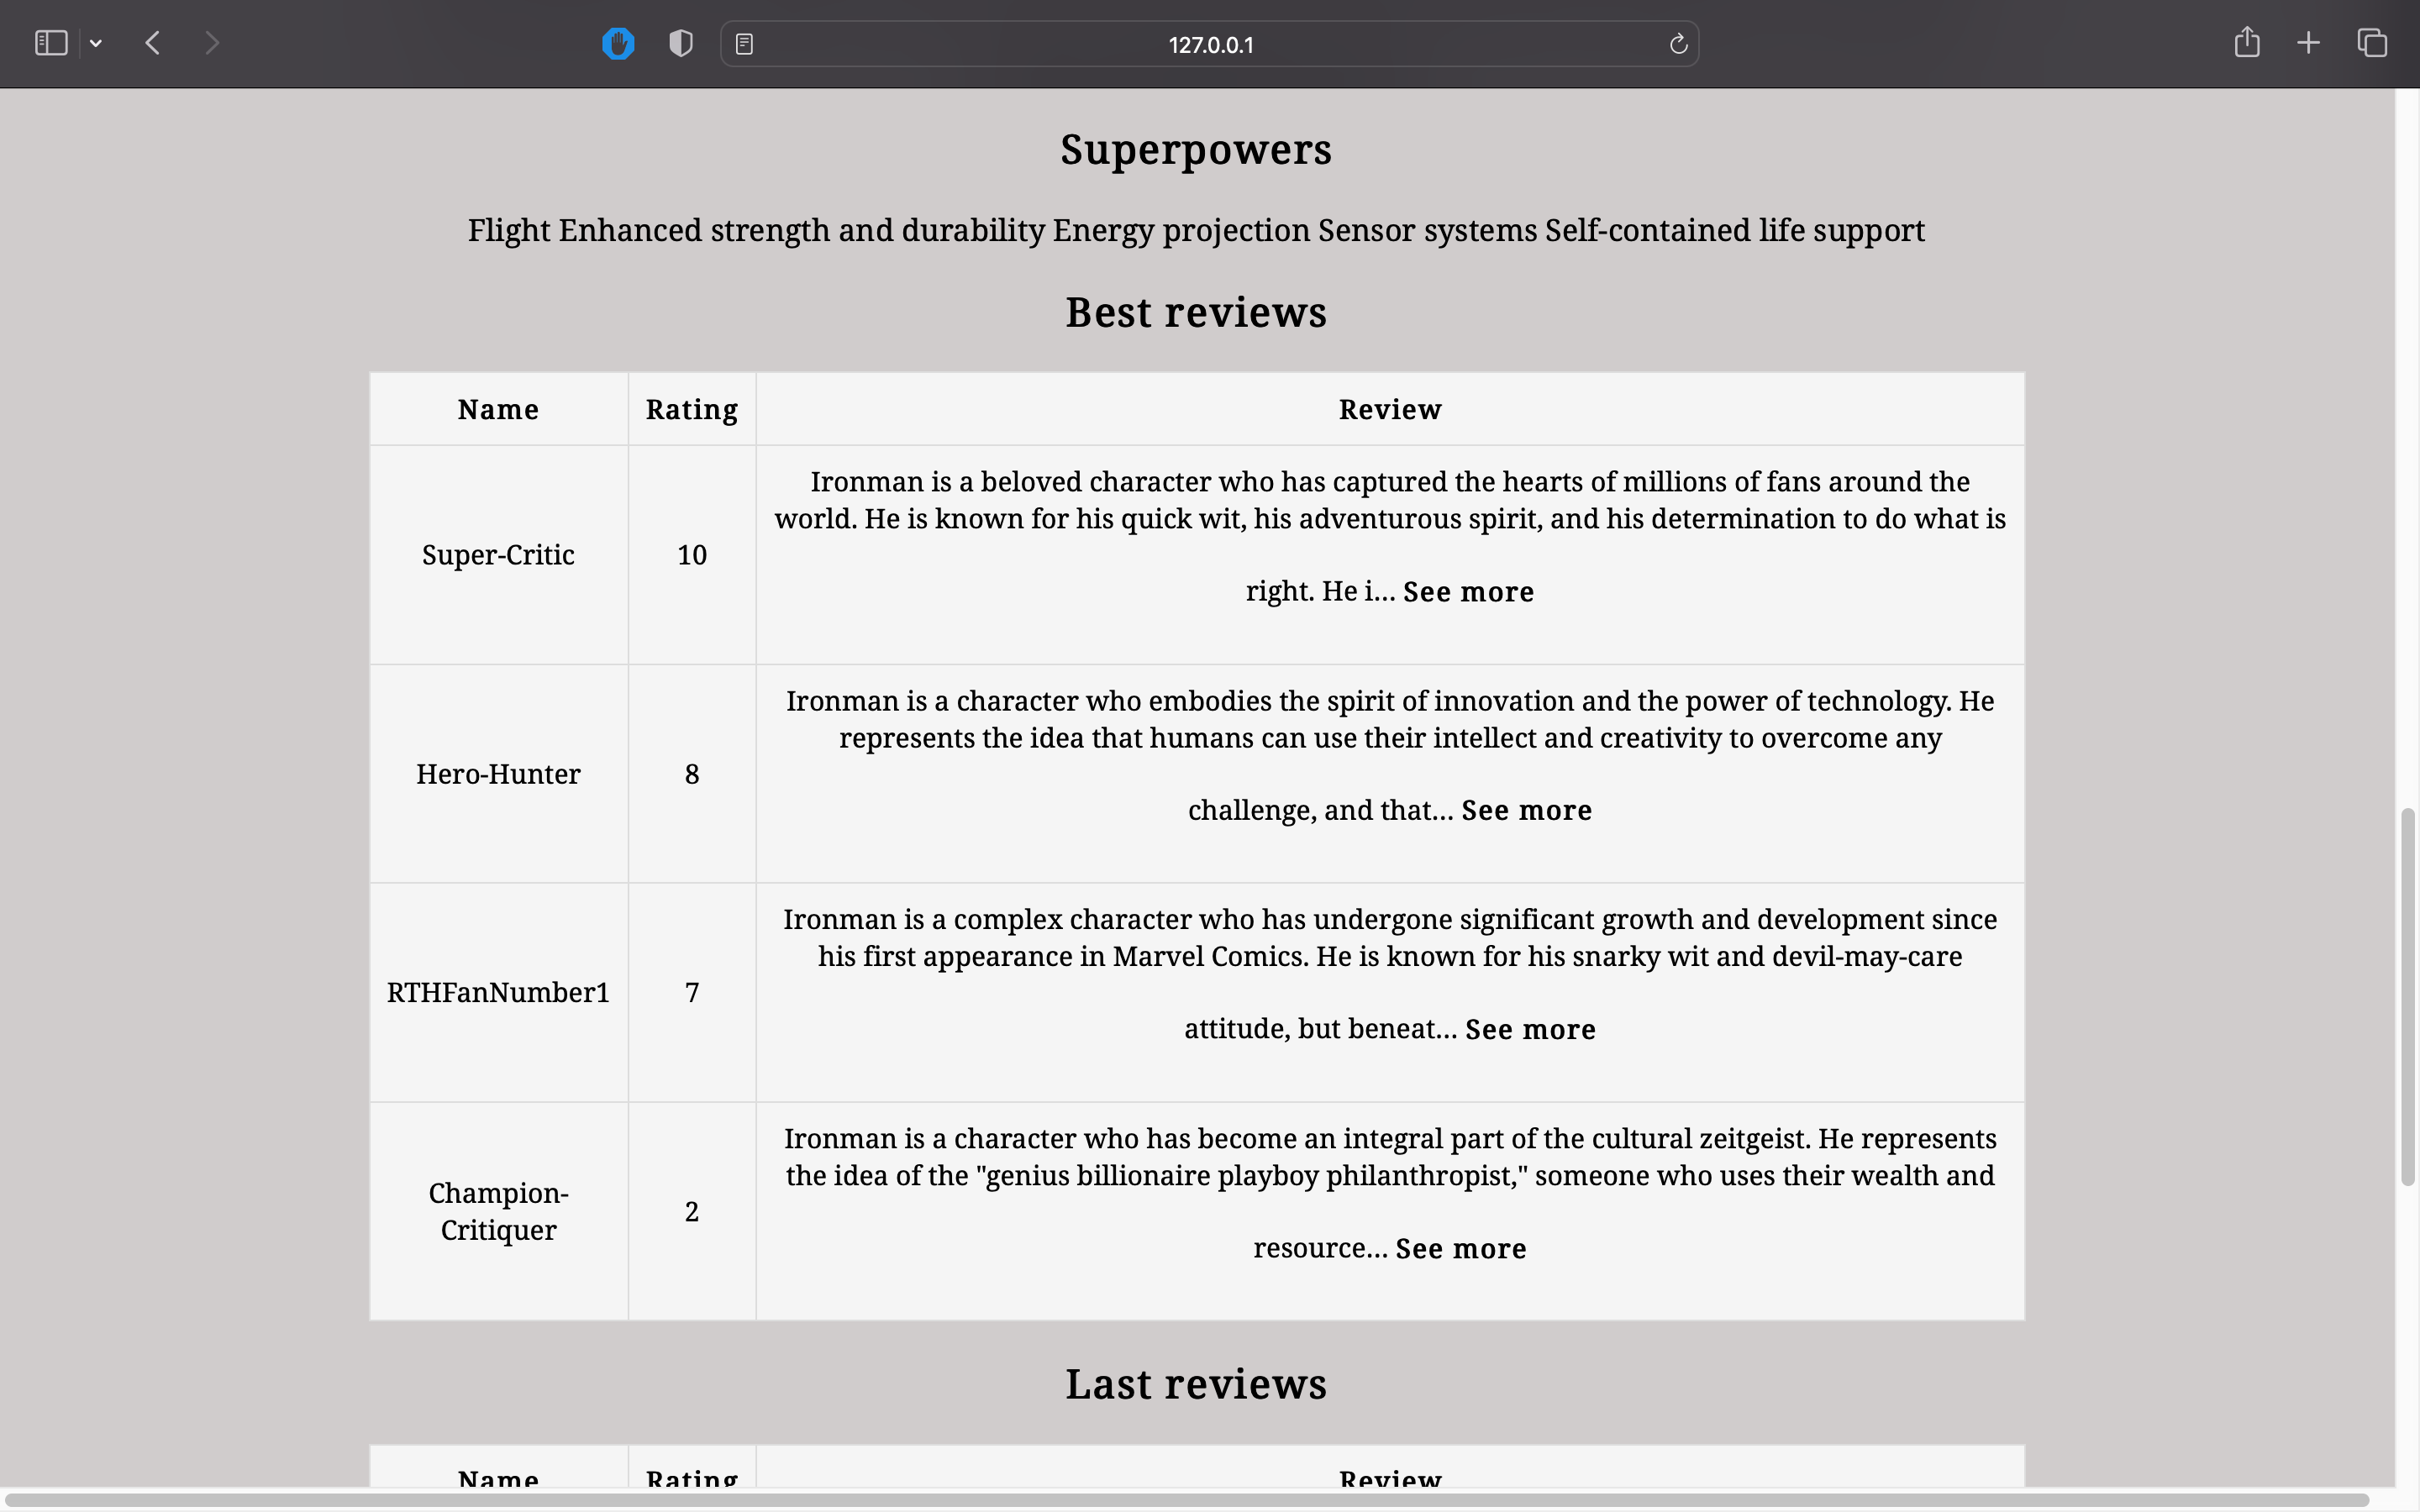 127.0.0.1
Superpowers
Flight Enhanced strength and durability Energy projection Sensor systems Self-contained life support
Best reviews
Name Rating Review
Ironman is a beloved character who has captured the hearts of millions of fans around the
world. He is known for his quick wit, his adventurous spirit, and his determination to do what is
Super-Critic 10
right. He i... See more
Ironman is a character who embodies the spirit of innovation and the power of technology. He
represents the idea that humans can use their intellect and creativity to overcome any
Hero-Hunter 8
challenge, and that... See more
Ironman is a complex character who has undergone significant growth and development since
his first appearance in Marvel Comics. He is known for his snarky wit and devil-may-care
RTHFanNumber1 7
attitude, but beneat... See more
Ironman is a character who has become an integral part of the cultural zeitgeist. He represents
the idea of the "genius billionaire playboy philanthropist," someone who uses their wealth and
Champion-
Critiquer 2
resource... See more
Last reviews
Name Rating Review